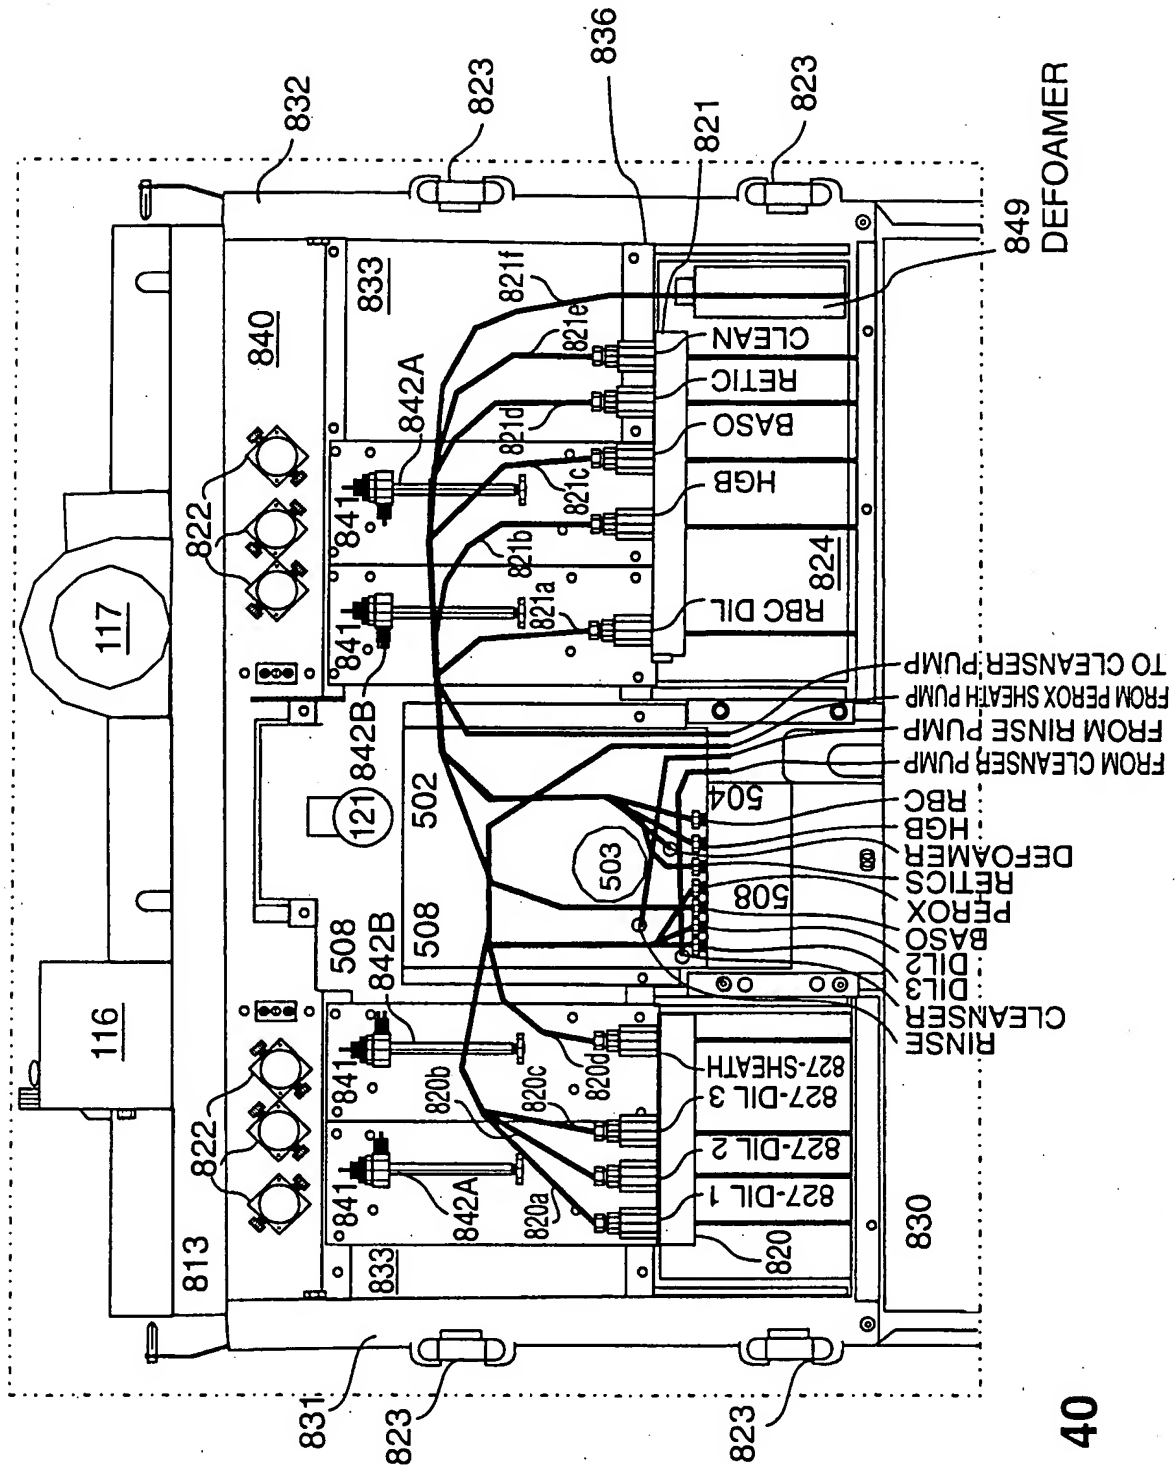 116
117
813
822
822
840
831
832
823
823
823
823
836
821
849
DEFOAMER
841
841
841
841
842A
842B
842B
842A
833
833
508
508
502
121
503
504
508
820a
820b
820c
820d
821a
821b
821c
821d
821e
821f
820
824
830
827-DIL 1
827-DIL 2
827-DIL 3
827-SHEATH
RBC DIL
HGB
BASO
RETIC
CLEAN
RINSE
CLEANSER
DIL3
DIL2
BASO
PEROX
RETICS
DEFOAMER
HGB
RBC
FROM CLEANSER PUMP
FROM RINSE PUMP
FROM PEROX SHEATH PUMP
TO CLEANSER PUMP
40